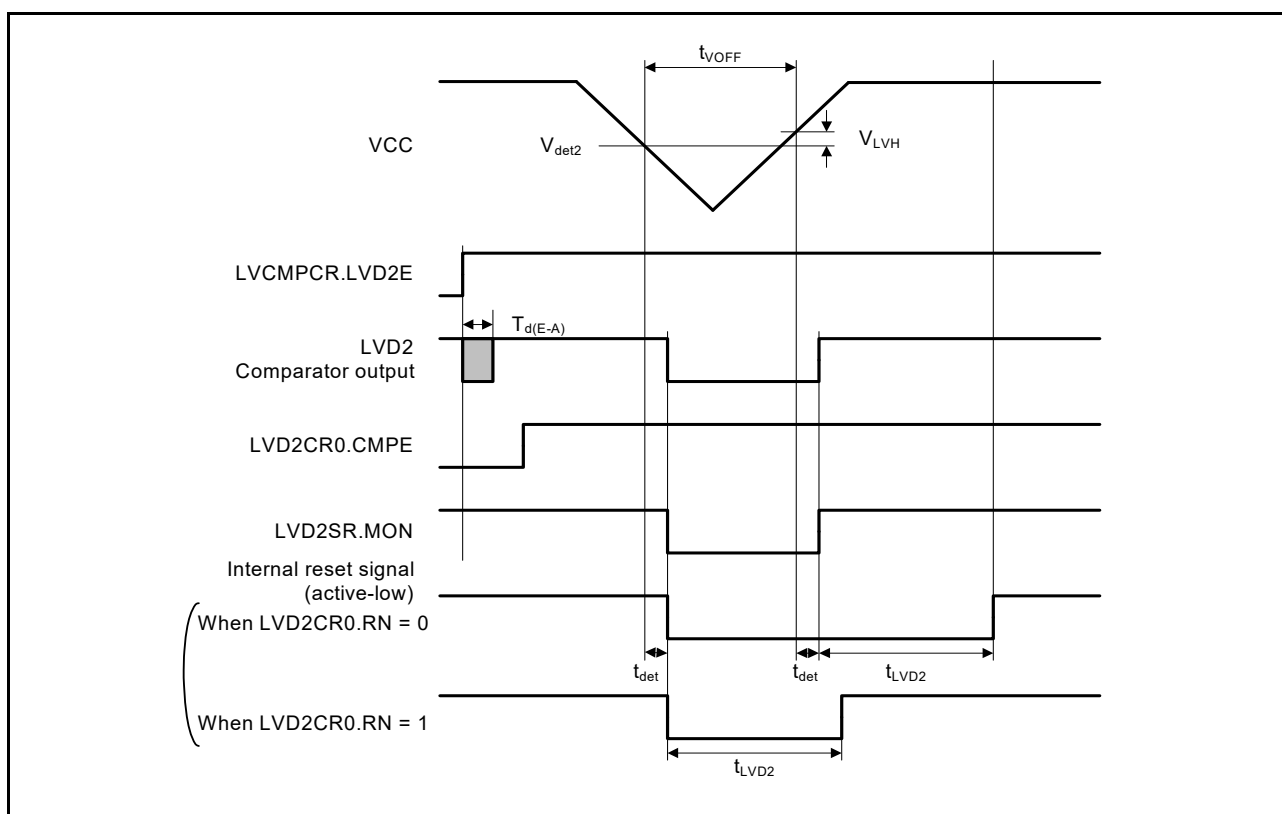 tVOFF
VCC
Vdet2
VLVH
LVCMPCR.LVD2E
Td(E-A)
LVD2
Comparator output
LVD2CR0.CMPE
LVD2SR.MON
Internal reset signal
(active-low)
When LVD2CR0.RN = 0
tdet
tdet
tLVD2
When LVD2CR0.RN = 1
tLVD2